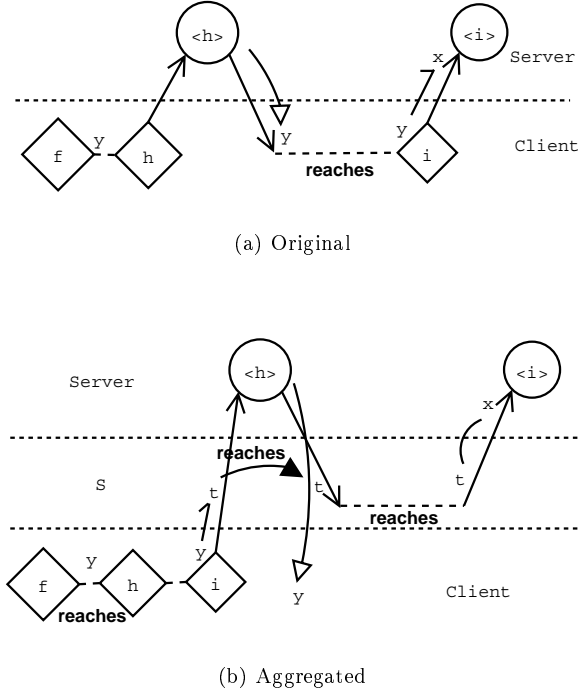 <h>
<i>
x
Server
y
y
y
f
h
i
Client
reaches
(a) Original
<h>
<i>
Server
x
reaches
S
t
t
t
reaches
y
y
f
h
i
Client
reaches
y
(b) Aggregated